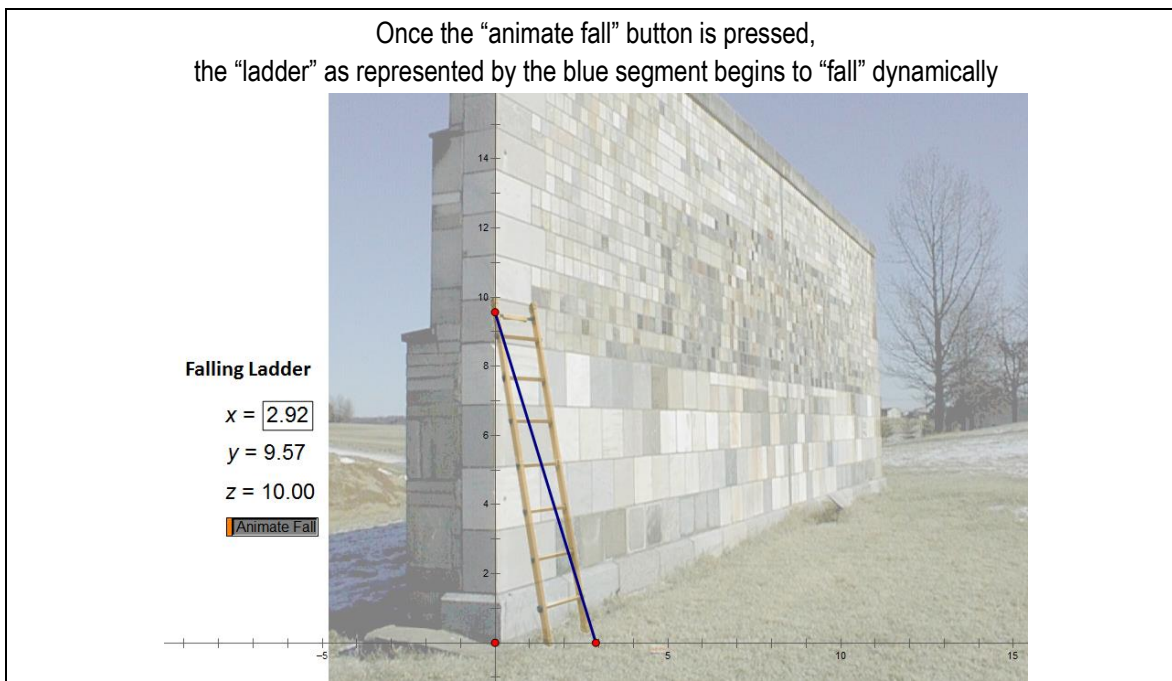 Once the “animate fall” button is pressed,
the “ladder” as represented by the blue segment begins to “fall” dynamically
14
12
10
8
6
4
2
Falling Ladder
x = 2.92
y = 9.57
z = 10.00
Animate Fall
-5
5
10
15